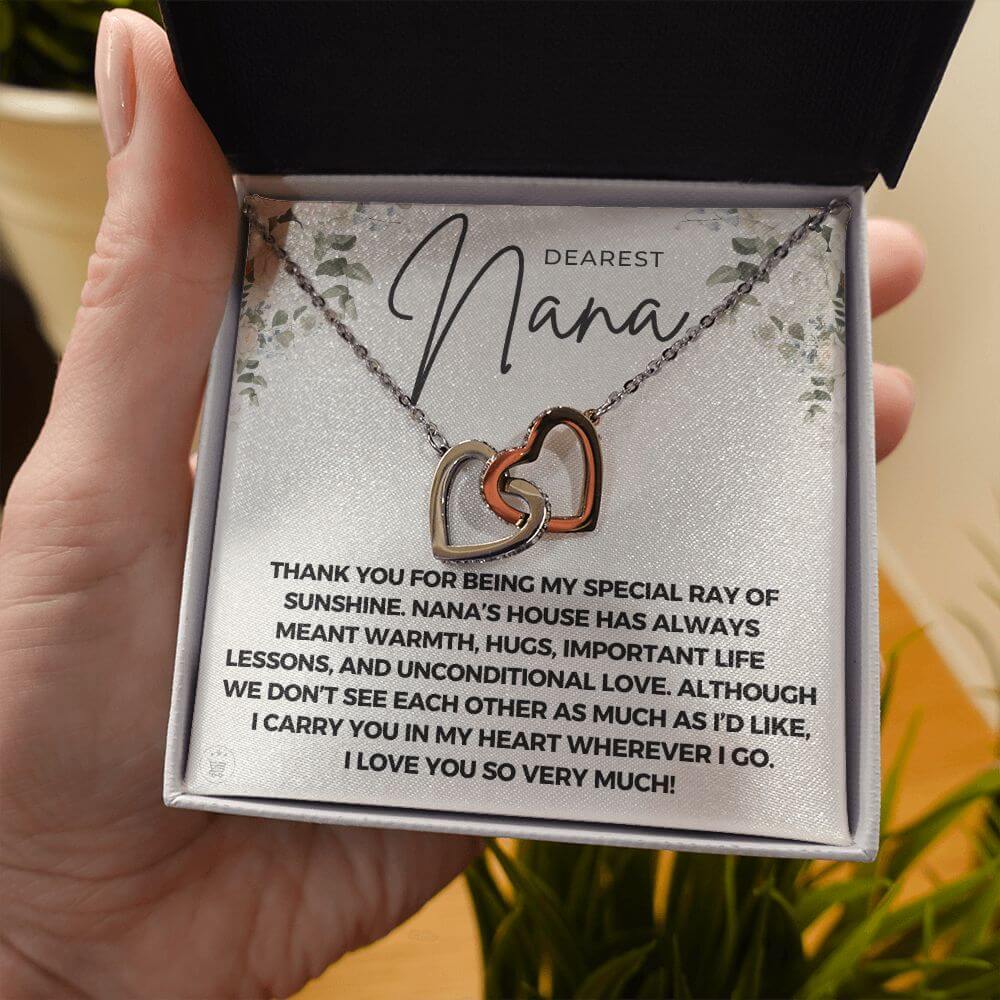 DEAREST
Nana
THANK YOU FOR BEING MY SPECIAL RAY OF
SUNSHINE. NANA'S HOUSE HAS ALWAYS
MEANT WARMTH, HUGS, IMPORTANT LIFE
LESSONS, AND UNCONDITIONAL LOVE. ALTHOUGH
WE DON'T SEE EACH OTHER AS MUCH AS I'D LIKE,
I CARRY YOU IN MY HEART WHEREVER I GO.
I LOVE YOU SO VERY MUCH!